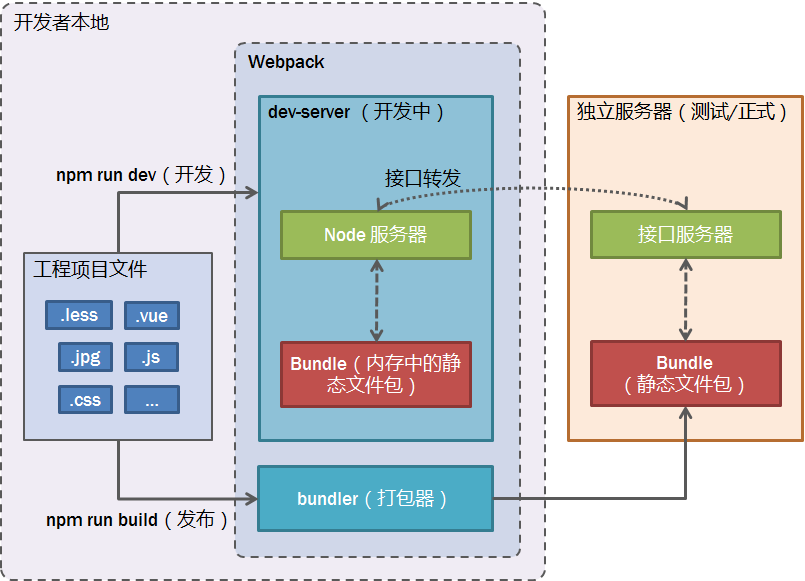 开发者本地
Webpack
dev-server（开发中）
独立服务器（测试/正式）
npm run dev（开发）
接口转发
Node 服务器
接口服务器
工程项目文件
.less
.vue
.jpg
.js
.css
...
Bundle（内存中的静
态文件包）
Bundle
（静态文件包）
bundler（打包器）
npm run build（发布）